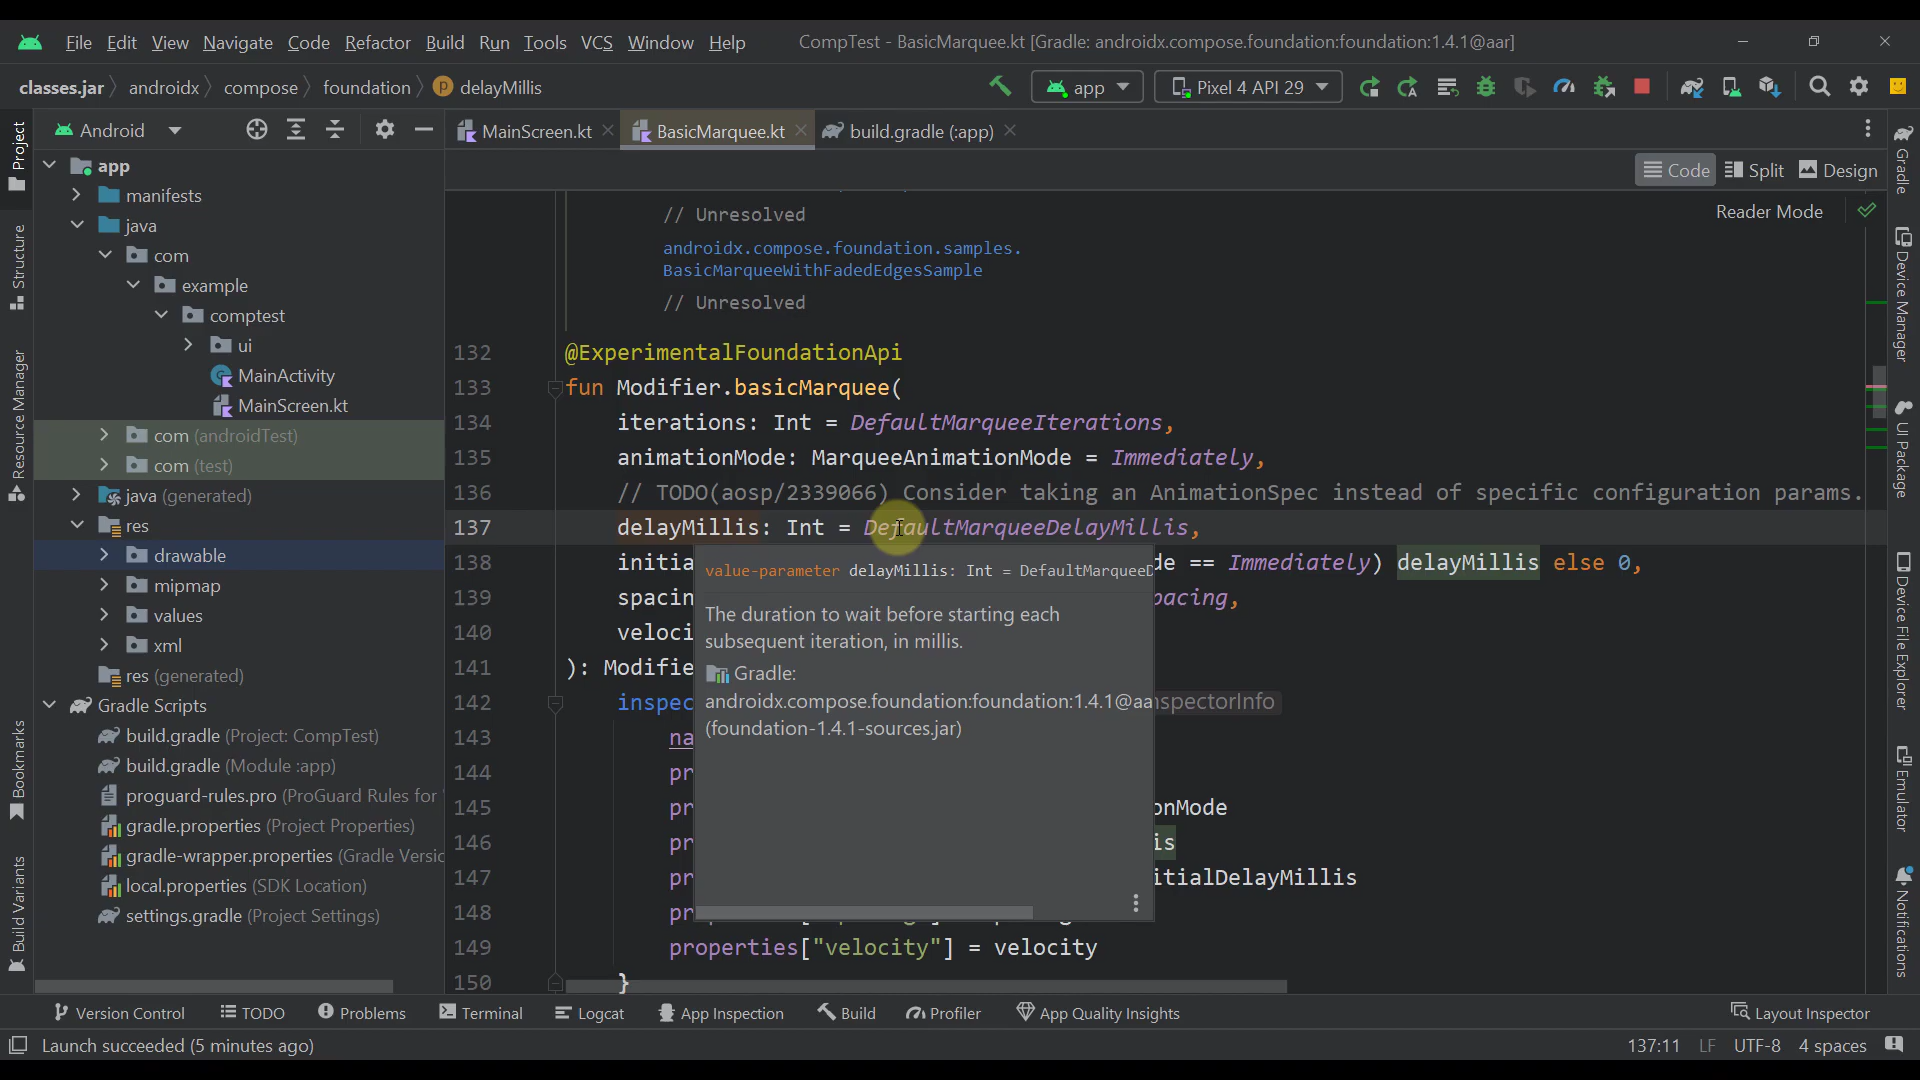 File Edit View Navigate Code Refactor Build Run Tools VCS Window Help CompTest - BasicMarquee.kt [Gradle: androidx.compose.foundation:foundation:1.4.1@aar]
classes.jar androidx compose foundation delayMillis app Pixel 4 API 29
Android
MainScreen.kt BasicMarquee.kt build.gradle (:app)
Code Split Design
Reader Mode
Project
Structure
Resource Manager
Bookmarks
Build Variants
app
manifests
java
com
example
comptest
ui
MainActivity
MainScreen.kt
com (androidTest)
com (test)
java (generated)
res
drawable
mipmap
values
xml
res (generated)
Gradle Scripts
build.gradle (Project: CompTest)
build.gradle (Module :app)
proguard-rules.pro (ProGuard Rules for
gradle.properties (Project Properties)
gradle-wrapper.properties (Gradle Versic
local.properties (SDK Location)
settings.gradle (Project Settings)
// Unresolved
androidx.compose.foundation.samples.
BasicMarqueeWithFadedEdgesSample
// Unresolved
132 @ExperimentalFoundationApi
133 fun Modifier.basicMarquee(
134 iterations: Int = DefaultMarqueeIterations,
135 animationMode: MarqueeAnimationMode = Immediately,
136 // TODO(aosp/2339066) Consider taking an AnimationSpec instead of specific configuration params.
137 delayMillis: Int = DefaultMarqueeDelayMillis,
138 initia de == Immediately) delayMillis else 0,
139 spacin pacing,
140 veloci
141 ): Modifie
142 inspec nspectorInfo
143 na
144 pr
145 pr onMode
146 pr is
147 pr itialDelayMillis
148 pr
149 properties["velocity"] = velocity
150 }
value-parameter delayMillis: Int = DefaultMarqueeD
The duration to wait before starting each
subsequent iteration, in millis.
Gradle:
androidx.compose.foundation:foundation:1.4.1@aa
(foundation-1.4.1-sources.jar)
Gradle
Device Manager
UI Package
Device File Explorer
Emulator
Notifications
Version Control TODO Problems Terminal Logcat App Inspection Build Profiler App Quality Insights Layout Inspector
Launch succeeded (5 minutes ago) 137:11 LF UTF-8 4 spaces